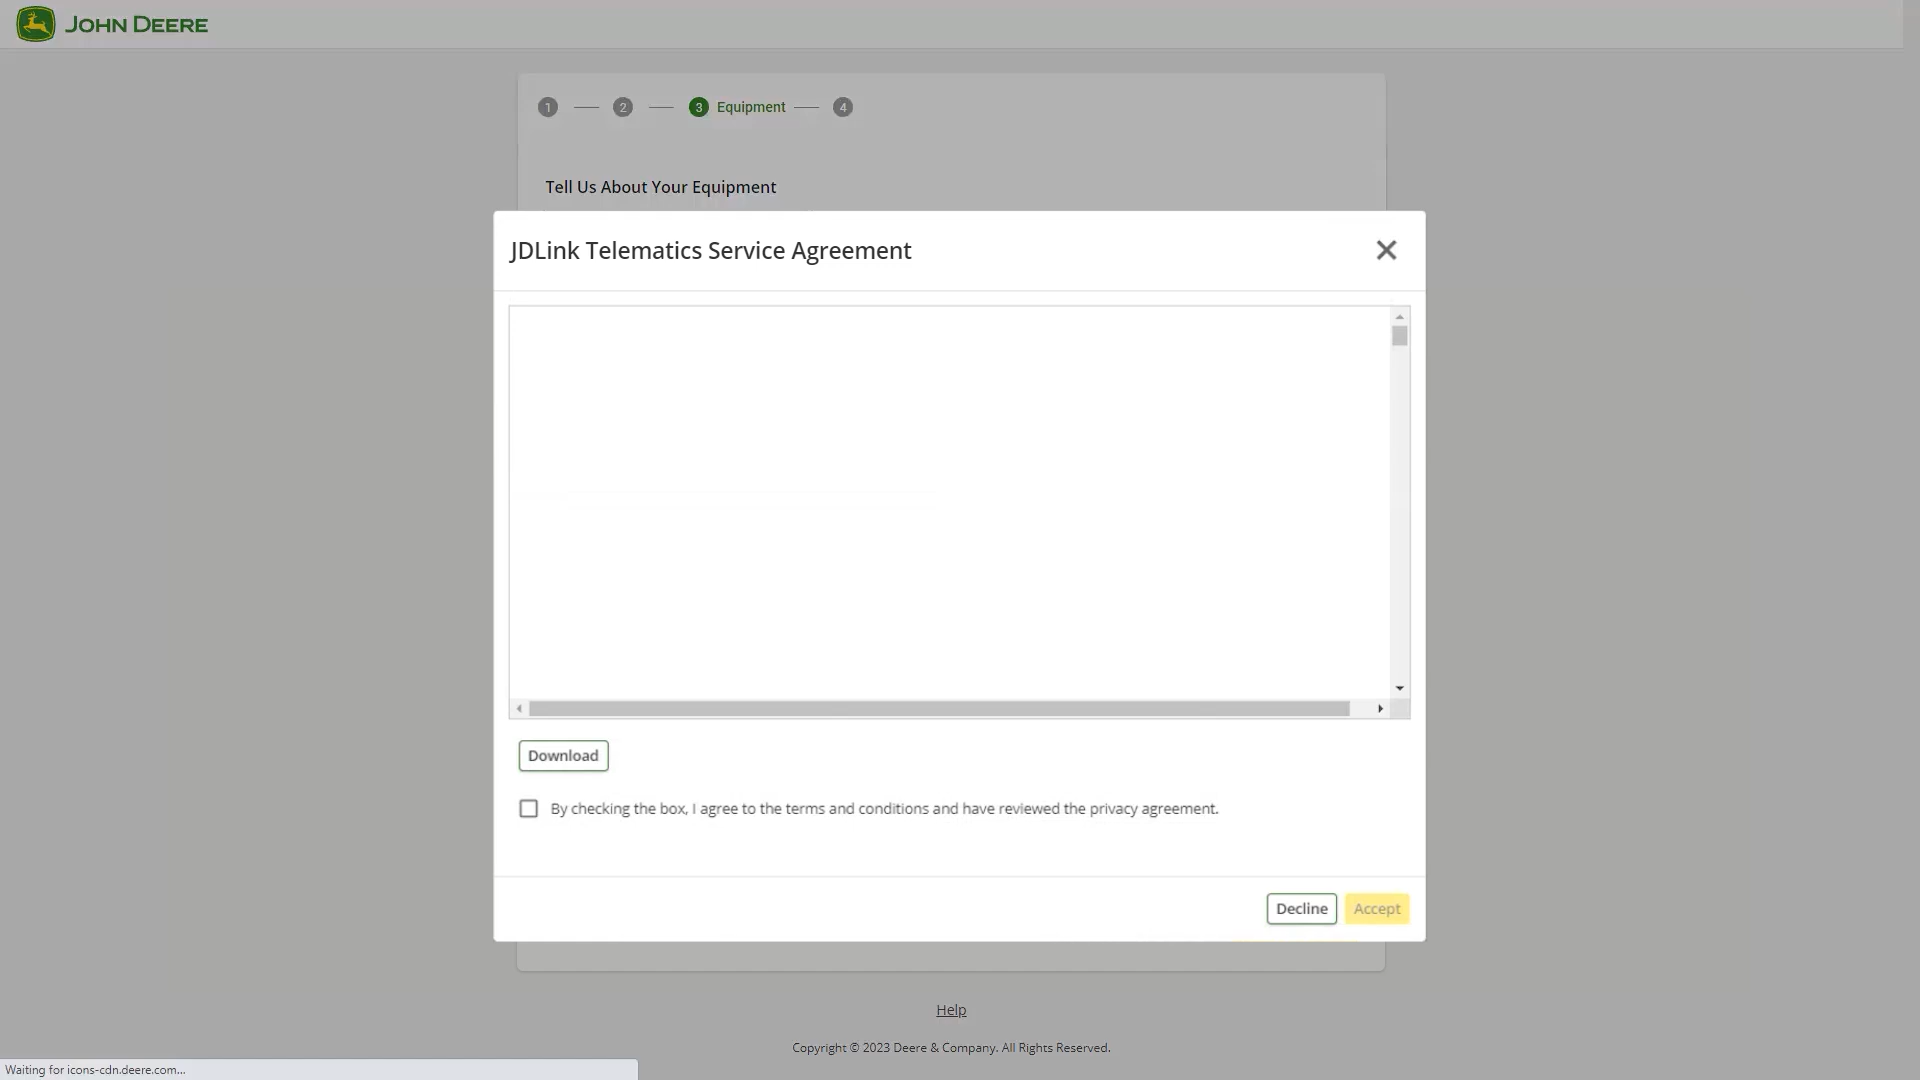 JOHN DEERE
1 2 3 Equipment 4
Tell Us About Your Equipment
JDLink Telematics Service Agreement
Download
By checking the box, I agree to the terms and conditions and have reviewed the privacy agreement.
Decline Accept
Help
Copyright © 2023 Deere & Company. All Rights Reserved.
Waiting for icons-cdn.deere.com...